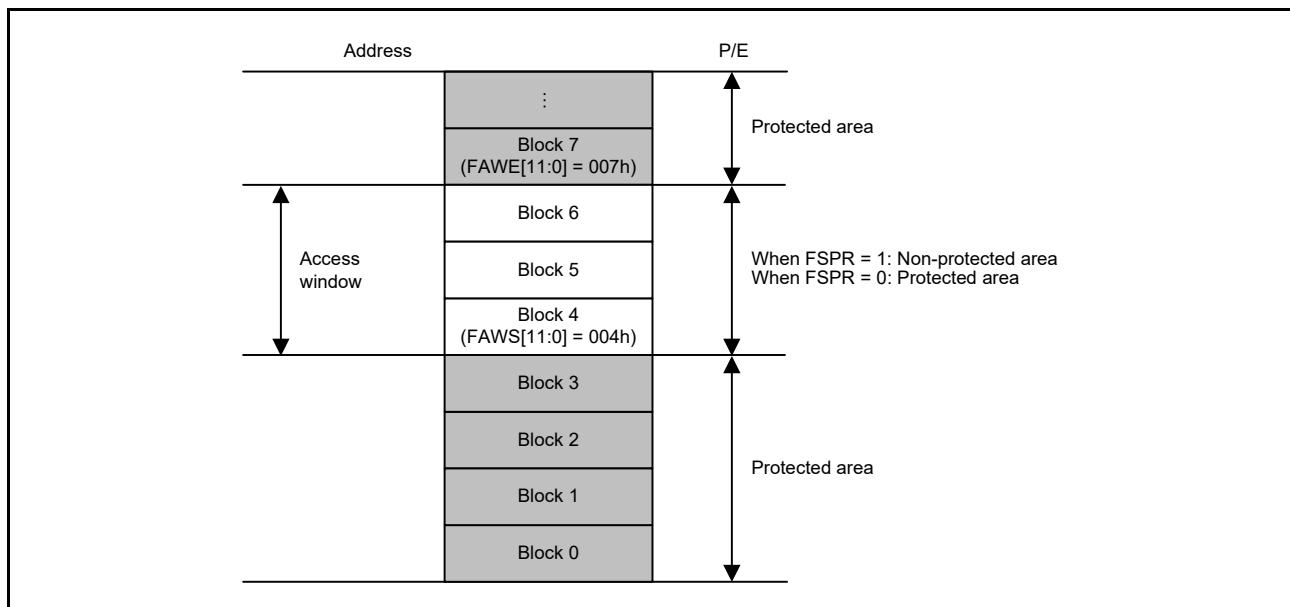 Address
P/E
⋮
Block 7
(FAWE[11:0] = 007h)
Protected area
Block 6
Block 5
Block 4
(FAWS[11:0] = 004h)
Access
window
When FSPR = 1: Non-protected area
When FSPR = 0: Protected area
Block 3
Block 2
Block 1
Block 0
Protected area